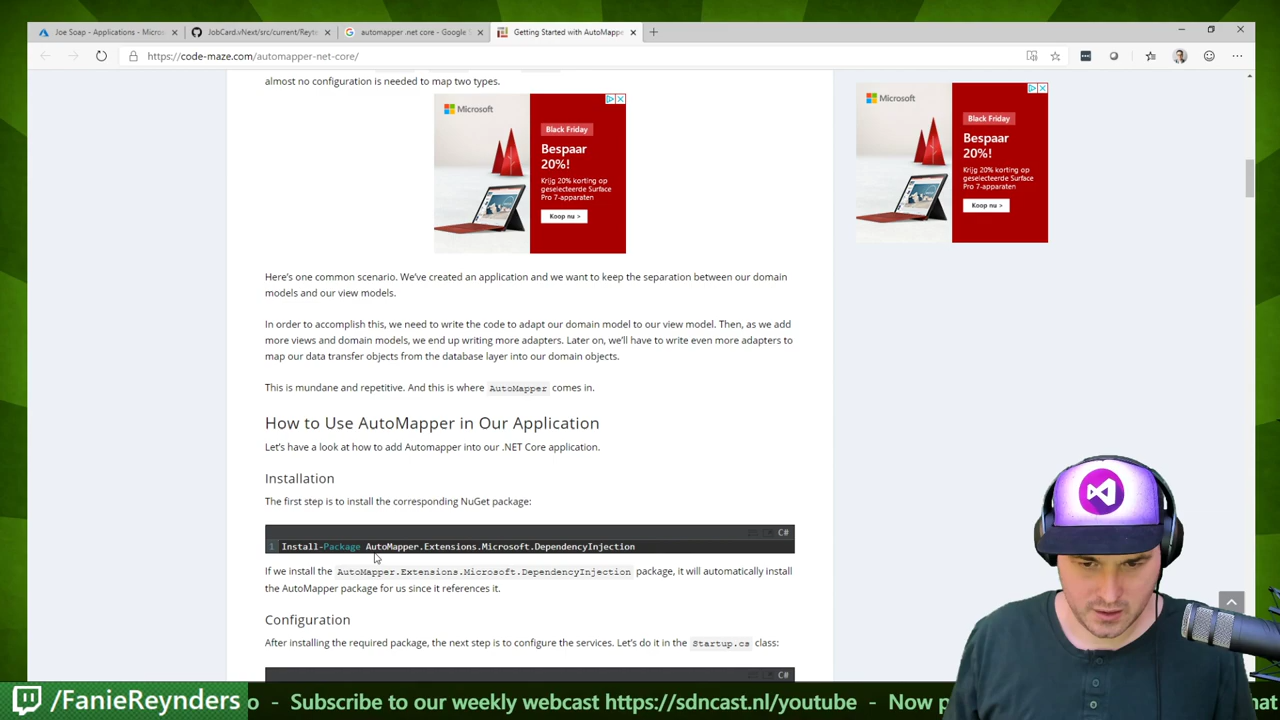 Joe Soap - Applications - Micros
JobCard.vNext/src/current/Reyn
automapper .net core - Google S
Getting Started with AutoMappe
https://code-maze.com/automapper-net-core/
almost no configuration is needed to map two types.
Microsoft
Black Friday
Bespaar
20%!
Krijg 20% korting op
geselecteerde Surface
Pro 7-apparaten
Koop nu >
Microsoft
Black Friday
Bespaar
20%!
Krijg 20% korting op
geselecteerde Surface
Pro 7-apparaten
Koop nu >
Here's one common scenario. We've created an application and we want to keep the separation between our domain
models and our view models.
In order to accomplish this, we need to write the code to adapt our domain model to our view model. Then, as we add
more views and domain models, we end up writing more adapters. Later on, we'll have to write even more adapters to
map our data transfer objects from the database layer into our domain objects.
This is mundane and repetitive. And this is where AutoMapper comes in.
How to Use AutoMapper in Our Application
Let's have a look at how to add Automapper into our .NET Core application.
Installation
The first step is to install the corresponding NuGet package:
C#
1 Install-Package AutoMapper.Extensions.Microsoft.DependencyInjection
If we install the AutoMapper.Extensions.Microsoft.DependencyInjection package, it will automatically install
the AutoMapper package for us since it references it.
Configuration
After installing the required package, the next step is to configure the services. Let's do it in the Startup.cs class:
C#
/FanieReynders
o - Subscribe to our weekly webcast https://sdncast.nl/youtube - Now p
hat